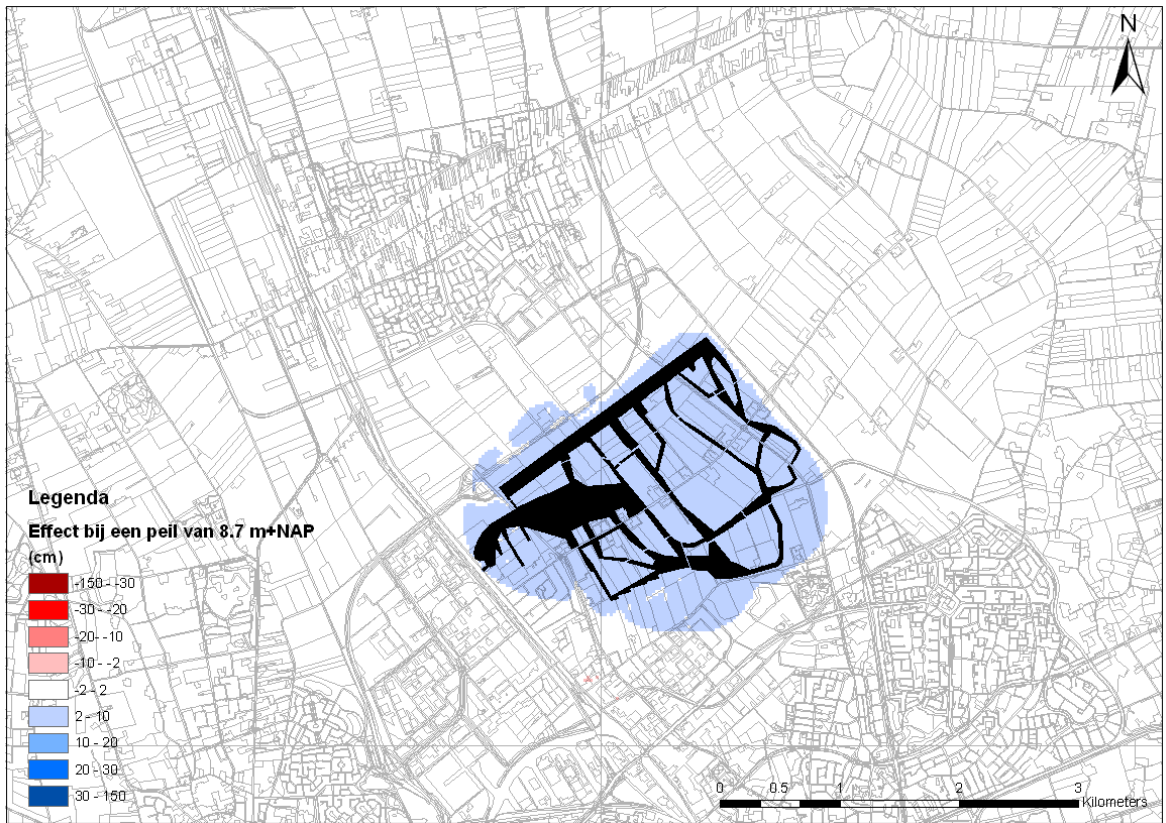 N
Legenda
Effect bij een peil van 8.7 m+NAP
(cm)
-150 - -30
-30 - -20
-20 - -10
-10 - -2
-2 - 2
2 - 10
10 - 20
20 - 30
30 - 150
0 0.5 1 2 3
Kilometers